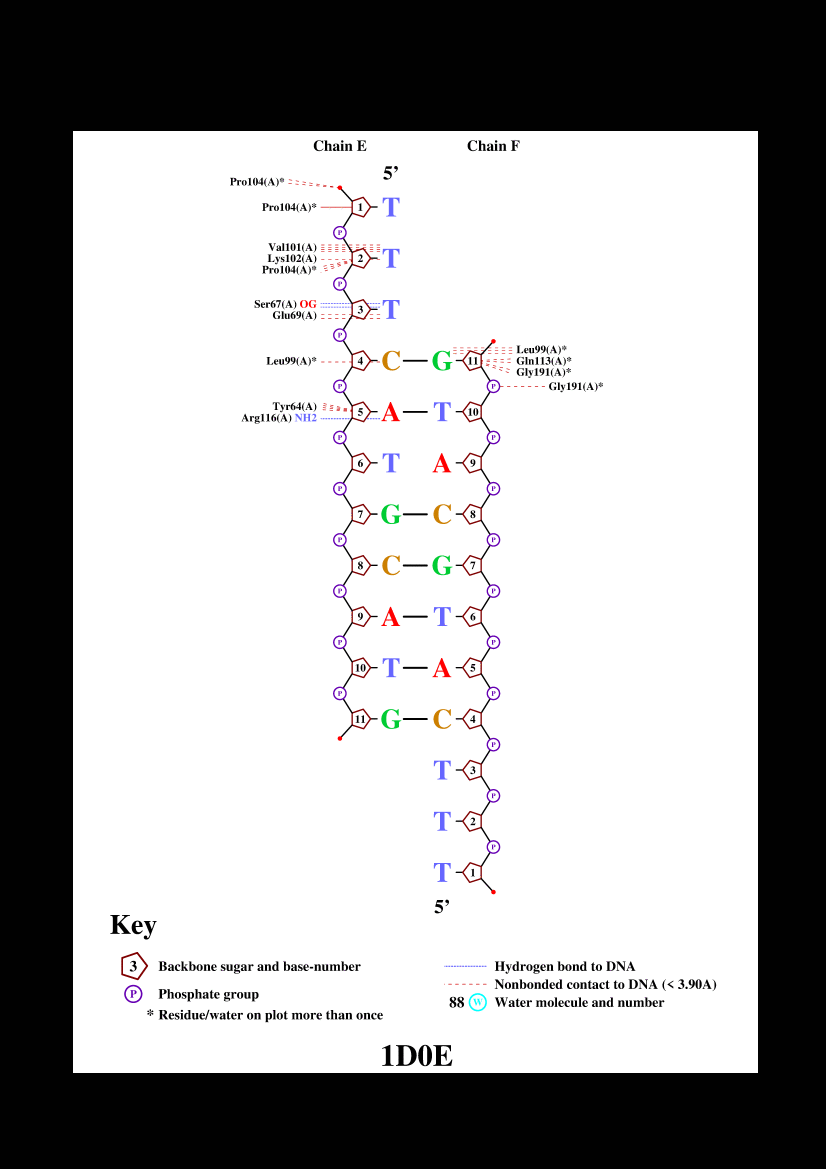 Chain E Chain F
5’
Pro104(A)*
Pro104(A)* 1 T
P
Val101(A)
Lys102(A) 2 T
Pro104(A)*
P
Ser67(A) OG 3 T
Glu69(A)
P
Leu99(A)*
Leu99(A)* 4 C G 11 Gln113(A)*
Gly191(A)*
P P Gly191(A)*
Tyr64(A) 5 A T 10
Arg116(A) NH2
P P
6 T A 9
P P
7 G C 8
P P
8 C G 7
P P
9 A T 6
P P
10 T A 5
P P
11 G C 4
P
T 3
P
T 2
P
T 1
5’
Key
3 Backbone sugar and base-number
P Phosphate group
* Residue/water on plot more than once
Hydrogen bond to DNA
Nonbonded contact to DNA (< 3.90A)
88 W Water molecule and number
1D0E